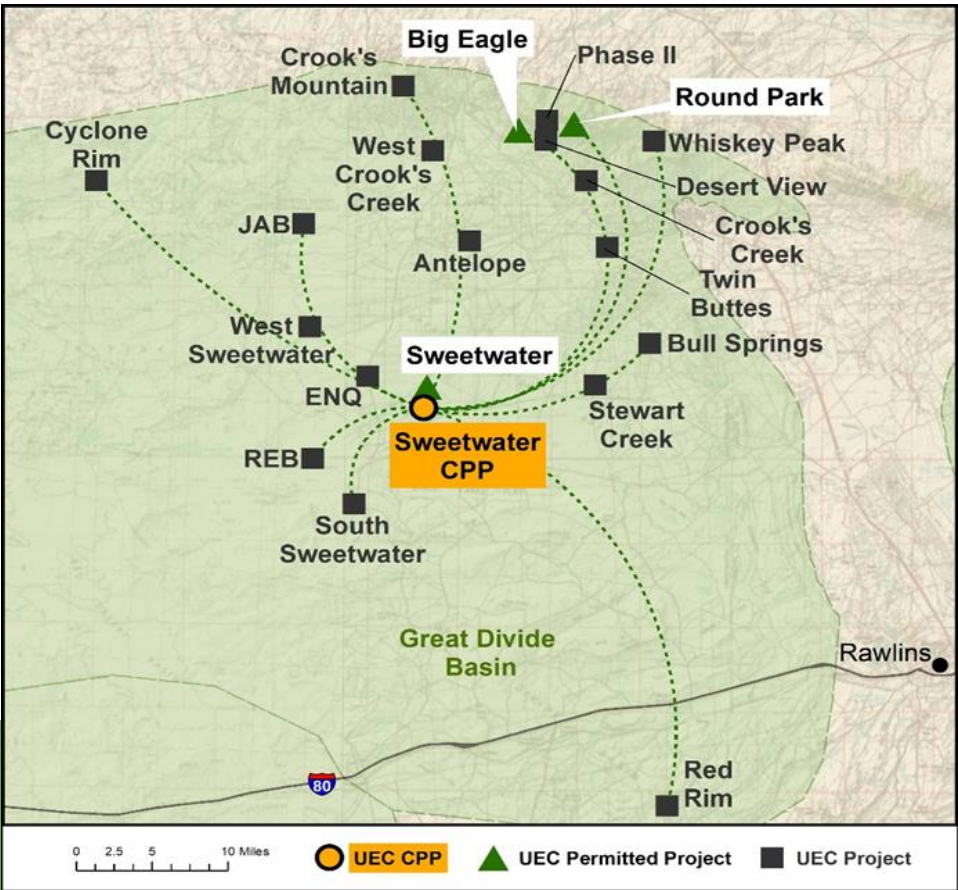 Big Eagle
Phase II
Crook's
Mountain
Round Park
Cyclone
Rim
West
Crook's
Creek
Whiskey Peak
Desert View
JAB
Crook's
Creek
Antelope
Twin
Buttes
West
Sweetwater
Sweetwater
Bull Springs
ENQ
Stewart
Creek
Sweetwater
CPP
REB
South
Sweetwater
Great Divide
Basin
Rawlins
80
Red
Rim
0 2.5 5 10 Miles
UEC CPP
UEC Permitted Project
UEC Project